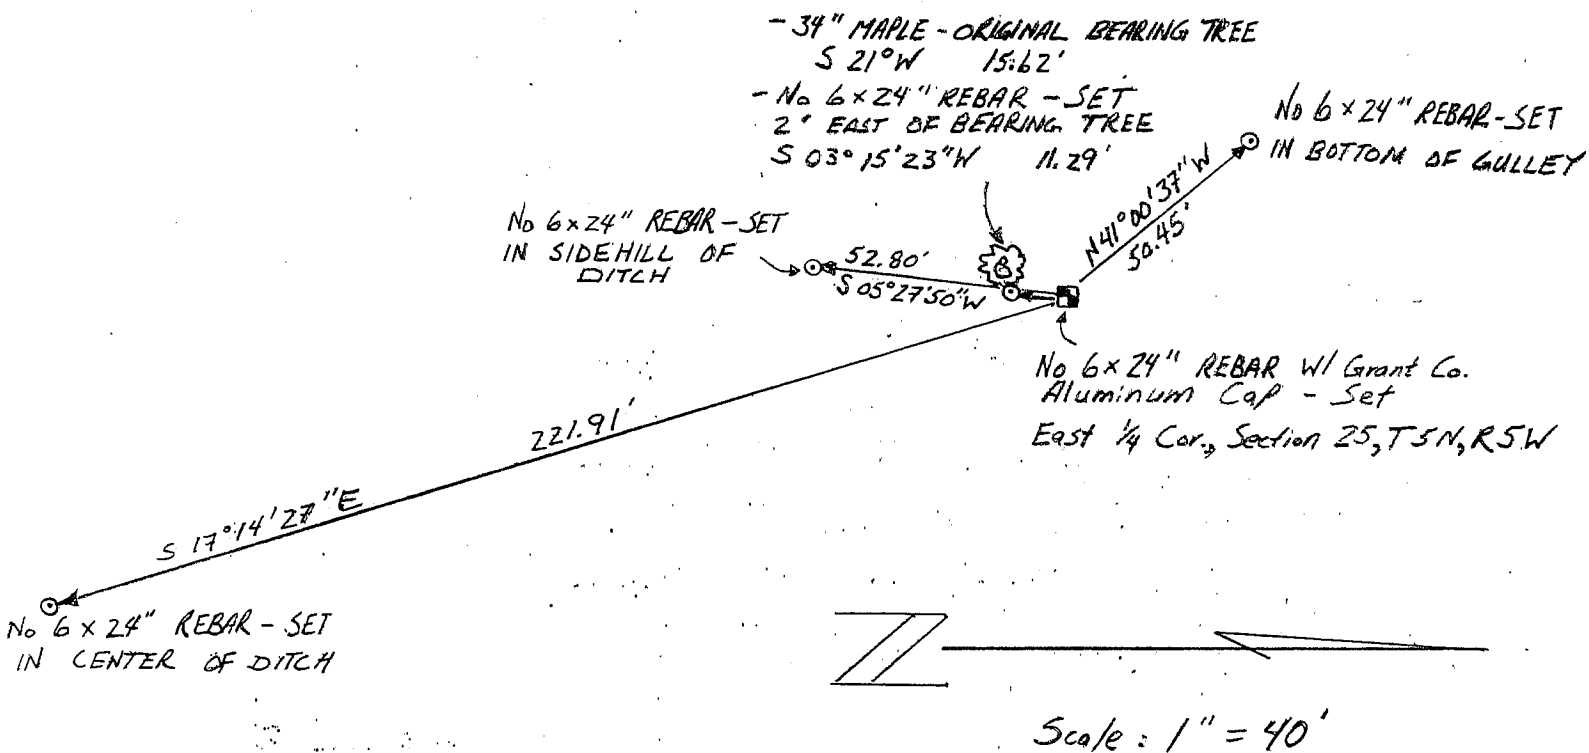 - 34" MAPLE - ORIGINAL BEARING TREE
S 21° W 15.62'
- No 6 x 24" REBAR - SET
2' EAST OF BEARING TREE
S 03° 15' 23" W 11.29'
No 6 x 24" REBAR - SET
IN BOTTOM OF GULLEY
N 41° 00' 37" W
50.45'
No 6 x 24" REBAR - SET
IN SIDEHILL OF
DITCH
52.80'
S 05° 27' 50" W
B
No 6 x 24" REBAR W/ Grant Co.
Aluminum Cap - Set
East 1/4 Cor., Section 25, T5N, R5W
221.91'
S 17° 14' 27" E
No 6 x 24" REBAR - SET
IN CENTER OF DITCH
N
Scale : 1" = 40'